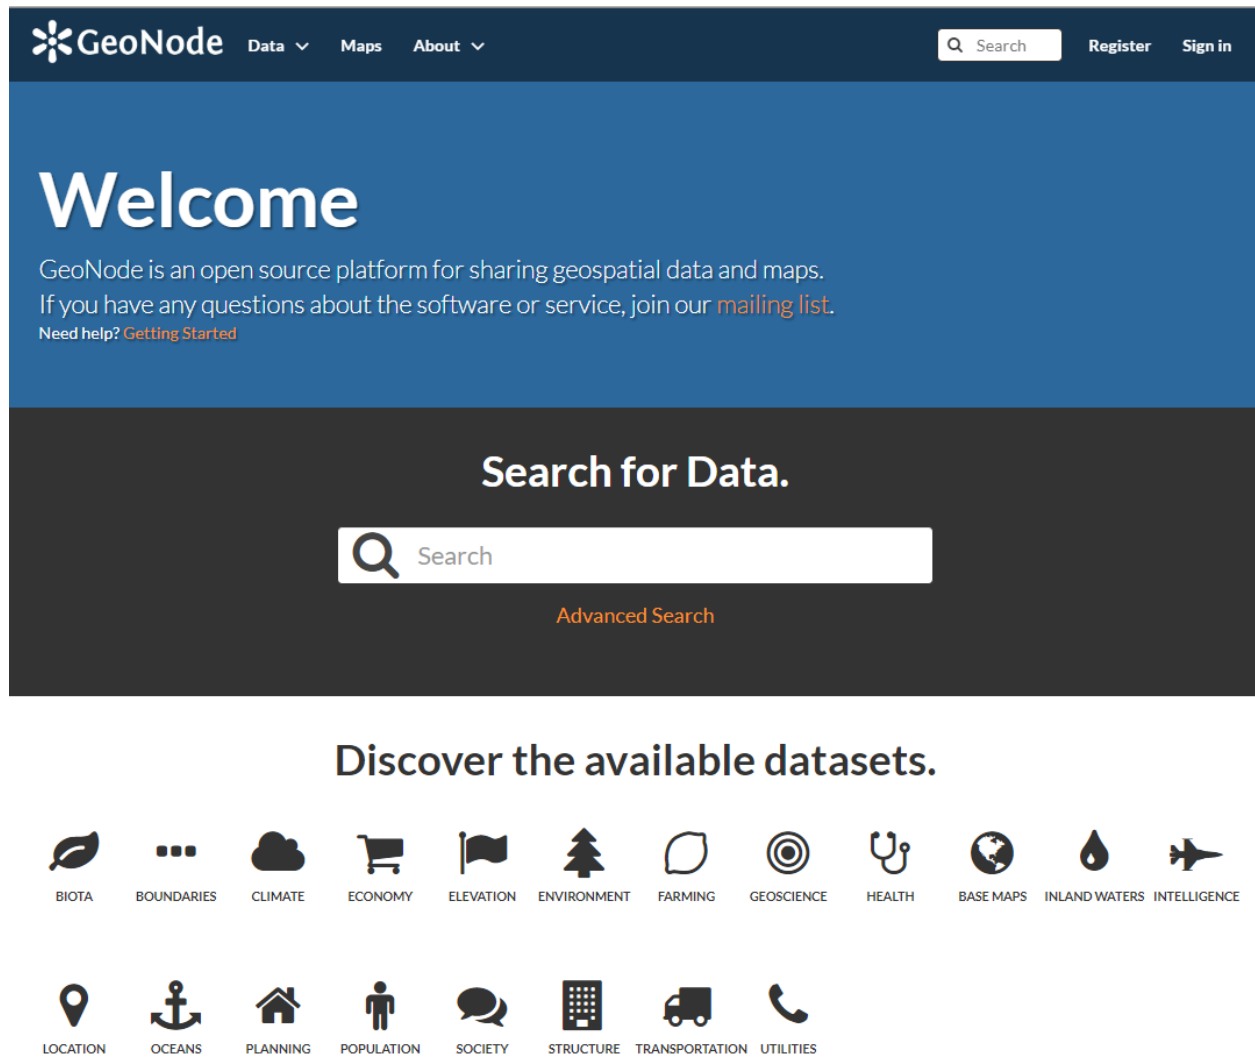 GeoNode Data Maps About Search Register Sign in
Welcome
GeoNode is an open source platform for sharing geospatial data and maps.
If you have any questions about the software or service, join our mailing list.
Need help? Getting Started
Search for Data.
Search
Advanced Search
Discover the available datasets.
BIOTA BOUNDARIES CLIMATE ECONOMY ELEVATION ENVIRONMENT FARMING GEOSCIENCE HEALTH BASE MAPS INLAND WATERS INTELLIGENCE
LOCATION OCEANS PLANNING POPULATION SOCIETY STRUCTURE TRANSPORTATION UTILITIES